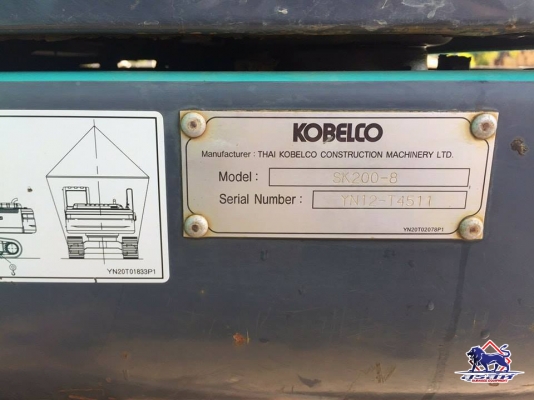 KOBELCO
Manufacturer : THAI KOBELCO CONSTRUCTION MACHINERY LTD.
Model : SK200-8
Serial Number : YN12-T4511
YN20T02078P1
YN20T01833P1